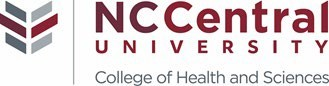 NCCentral
UNIVERSITY
College of Health and Sciences